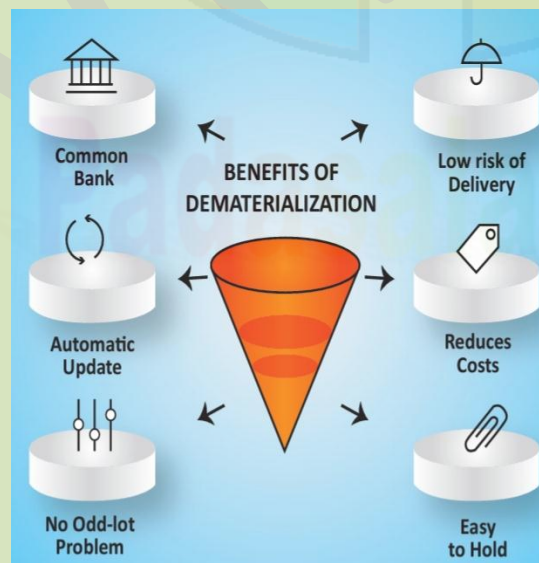 BENEFITS OF
DEMATERIALIZATION
Common
Bank
Low risk of
Delivery
Automatic
Update
Reduces
Costs
No Odd-lot
Problem
Easy
to Hold